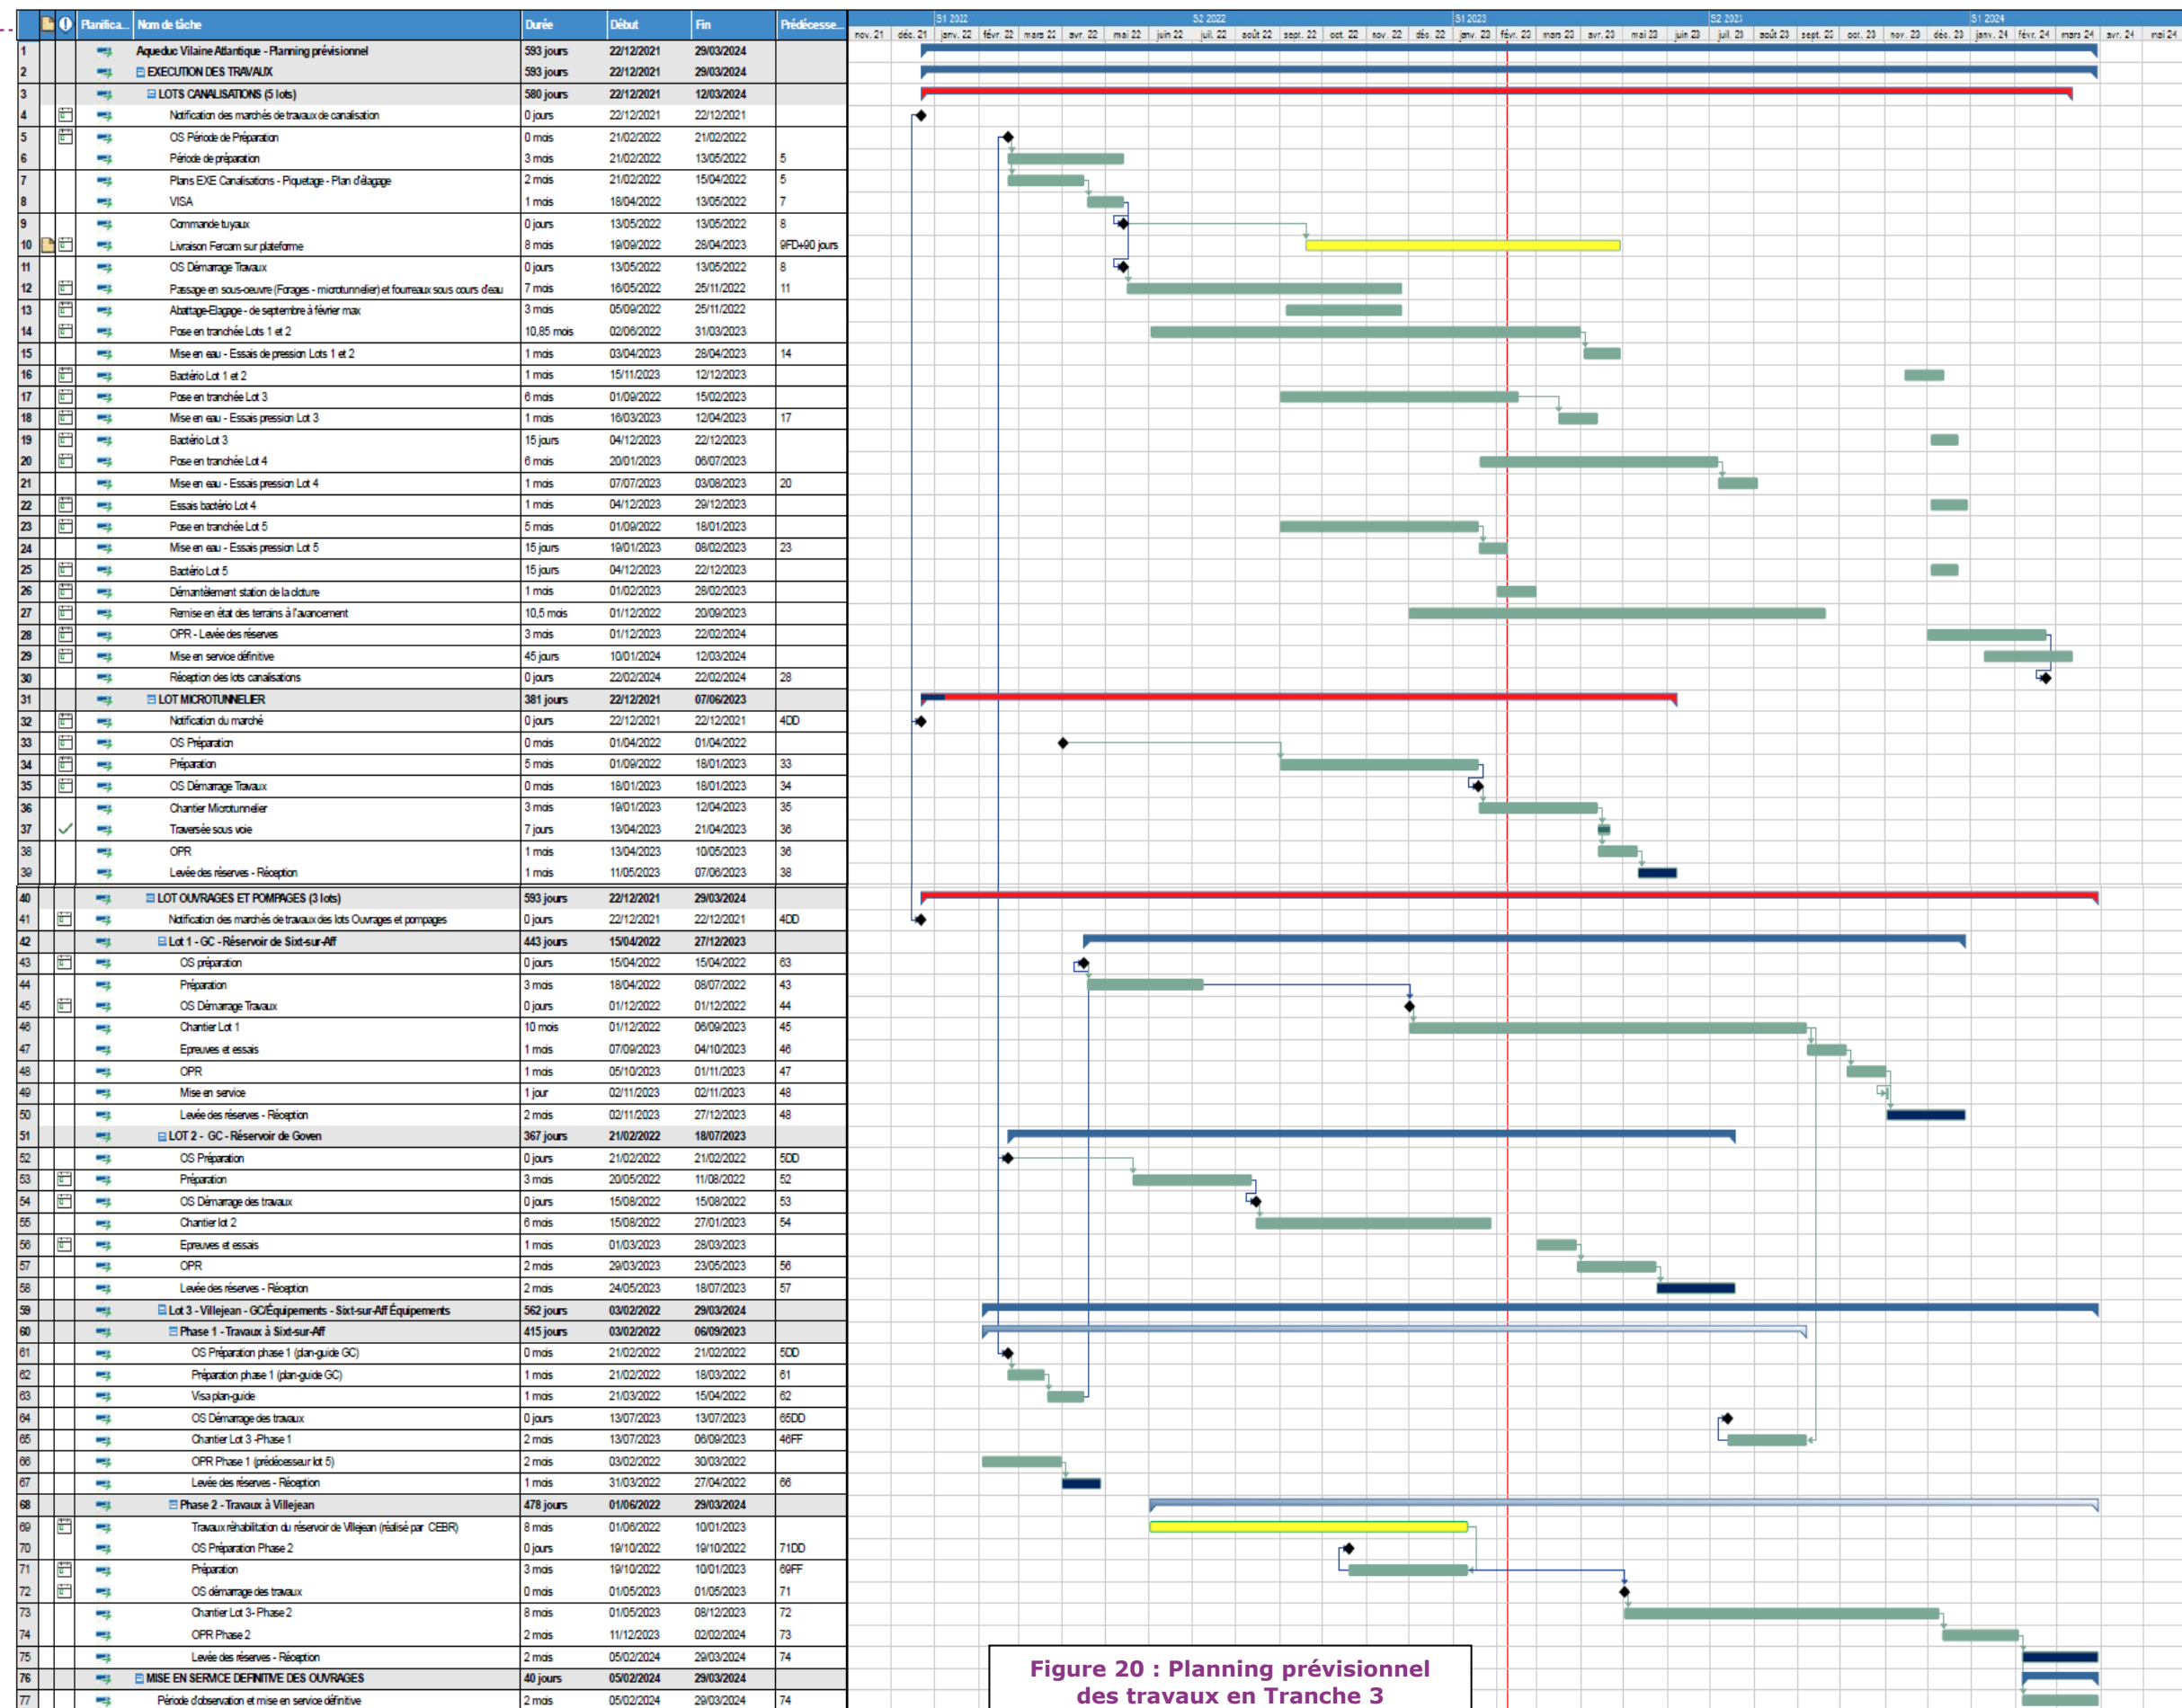 Planifica... Nom de tâche Durée Début Fin Prédécesse...
S1 2022 S2 2022 S1 2023 S2 2023 S1 2024
nov. 21 déc. 21 janv. 22 févr. 22 mars 22 avr. 22 mai 22 juin 22 juil. 22 août 22 sept. 22 oct. 22 nov. 22 déc. 22 janv. 23 févr. 23 mars 23 avr. 23 mai 23 juin 23 juil. 23 août 23 sept. 23 oct. 23 nov. 23 déc. 23 janv. 24 févr. 24 mars 24 avr. 24 mai 24
1 Aqueduc Vilaine Atlantique - Planning prévisionnel 593 jours 22/12/2021 29/03/2024
2 EXECUTION DES TRAVAUX 593 jours 22/12/2021 29/03/2024
3 LOTS CANALISATIONS (5 lots) 580 jours 22/12/2021 12/03/2024
4 Notification des marchés de travaux de canalisation 0 jours 22/12/2021 22/12/2021
5 OS Période de Préparation 0 mois 21/02/2022 21/02/2022
6 Période de préparation 3 mois 21/02/2022 13/05/2022 5
7 Plans EXE Canalisations - Piquetage - Plan d'élagage 2 mois 21/02/2022 15/04/2022 5
8 VISA 1 mois 18/04/2022 13/05/2022 7
9 Commande tuyaux 0 jours 13/05/2022 13/05/2022 8
10 Livraison Fercam sur plateforme 8 mois 19/09/2022 28/04/2023 9FD+90 jours
11 OS Démarrage Travaux 0 jours 13/05/2022 13/05/2022 8
12 Passage en sous-oeuvre (Forages - microtunnelier) et fourreaux sous cours d'eau 7 mois 16/05/2022 25/11/2022 11
13 Abattage-Elagage - de septembre à février max 3 mois 05/09/2022 25/11/2022
14 Pose en tranchée Lots 1 et 2 10,85 mois 02/06/2022 31/03/2023
15 Mise en eau - Essais de pression Lots 1 et 2 1 mois 03/04/2023 28/04/2023 14
16 Bactério Lot 1 et 2 1 mois 15/11/2023 12/12/2023
17 Pose en tranchée Lot 3 6 mois 01/09/2022 15/02/2023
18 Mise en eau - Essais pression Lot 3 1 mois 16/03/2023 12/04/2023 17
19 Bactério Lot 3 15 jours 04/12/2023 22/12/2023
20 Pose en tranchée Lot 4 6 mois 20/01/2023 06/07/2023
21 Mise en eau - Essais pression Lot 4 1 mois 07/07/2023 03/08/2023 20
22 Essais bactério Lot 4 1 mois 04/12/2023 29/12/2023
23 Pose en tranchée Lot 5 5 mois 01/09/2022 18/01/2023
24 Mise en eau - Essais pression Lot 5 15 jours 19/01/2023 08/02/2023 23
25 Bactério Lot 5 15 jours 04/12/2023 22/12/2023
26 Démantèlement station de la cloture 1 mois 01/02/2023 28/02/2023
27 Remise en état des terrains à l'avancement 10,5 mois 01/12/2022 20/09/2023
28 OPR - Levée des réserves 3 mois 01/12/2023 22/02/2024
29 Mise en service définitive 45 jours 10/01/2024 12/03/2024
30 Réception des lots canalisations 0 jours 22/02/2024 22/02/2024 28
31 LOT MICROTUNNELIER 381 jours 22/12/2021 07/06/2023
32 Notification du marché 0 jours 22/12/2021 22/12/2021 4DD
33 OS Préparation 0 mois 01/04/2022 01/04/2022
34 Préparation 5 mois 01/09/2022 18/01/2023 33
35 OS Démarrage Travaux 0 mois 18/01/2023 18/01/2023 34
36 Chantier Microtunnelier 3 mois 19/01/2023 12/04/2023 35
37 Traversée sous voie 7 jours 13/04/2023 21/04/2023 36
38 OPR 1 mois 13/04/2023 10/05/2023 36
39 Levée des réserves - Réception 1 mois 11/05/2023 07/06/2023 38
40 LOT OUVRAGES ET POMPAGES (3 lots) 593 jours 22/12/2021 29/03/2024
41 Notification des marchés de travaux des lots Ouvrages et pompages 0 jours 22/12/2021 22/12/2021 4DD
42 Lot 1 - GC - Réservoir de Sixt-sur-Aff 443 jours 15/04/2022 27/12/2023
43 OS préparation 0 jours 15/04/2022 15/04/2022 63
44 Préparation 3 mois 18/04/2022 08/07/2022 43
45 OS Démarrage Travaux 0 jours 01/12/2022 01/12/2022 44
46 Chantier Lot 1 10 mois 01/12/2022 06/09/2023 45
47 Epreuves et essais 1 mois 07/09/2023 04/10/2023 46
48 OPR 1 mois 05/10/2023 01/11/2023 47
49 Mise en service 1 jour 02/11/2023 02/11/2023 48
50 Levée des réserves - Réception 2 mois 02/11/2023 27/12/2023 48
51 LOT 2 - GC - Réservoir de Goven 367 jours 21/02/2022 18/07/2023
52 OS Préparation 0 jours 21/02/2022 21/02/2022 5DD
53 Préparation 3 mois 20/05/2022 11/08/2022 52
54 OS Démarrage des travaux 0 jours 15/08/2022 15/08/2022 53
55 Chantier lot 2 6 mois 15/08/2022 27/01/2023 54
56 Epreuves et essais 1 mois 01/03/2023 28/03/2023
57 OPR 2 mois 29/03/2023 23/05/2023 56
58 Levée des réserves - Réception 2 mois 24/05/2023 18/07/2023 57
59 Lot 3 - Villejean - GC/Équipements - Sixt-sur-Aff Équipements 562 jours 03/02/2022 29/03/2024
60 Phase 1 - Travaux à Sixt-sur-Aff 415 jours 03/02/2022 06/09/2023
61 OS Préparation phase 1 (plan-guide GC) 0 mois 21/02/2022 21/02/2022 5DD
62 Préparation phase 1 (plan-guide GC) 1 mois 21/02/2022 18/03/2022 61
63 Visa plan-guide 1 mois 21/03/2022 15/04/2022 62
64 OS Démarrage des travaux 0 jours 13/07/2023 13/07/2023 65DD
65 Chantier Lot 3 -Phase 1 2 mois 13/07/2023 06/09/2023 46FF
66 OPR Phase 1 (prédécesseur lot 5) 2 mois 03/02/2022 30/03/2022
67 Levée des réserves - Réception 1 mois 31/03/2022 27/04/2022 66
68 Phase 2 - Travaux à Villejean 478 jours 01/06/2022 29/03/2024
69 Travaux réhabilitation du réservoir de Villejean (réalisé par CEBR) 8 mois 01/06/2022 10/01/2023
70 OS Préparation Phase 2 0 jours 19/10/2022 19/10/2022 71DD
71 Préparation 3 mois 19/10/2022 10/01/2023 69FF
72 OS démarrage des travaux 0 mois 01/05/2023 01/05/2023 71
73 Chantier Lot 3- Phase 2 8 mois 01/05/2023 08/12/2023 72
74 OPR Phase 2 2 mois 11/12/2023 02/02/2024 73
75 Levée des réserves - Réception 2 mois 05/02/2024 29/03/2024 74
76 MISE EN SERVICE DEFINITIVE DES OUVRAGES 40 jours 05/02/2024 29/03/2024
77 Période d'observation et mise en service définitive 2 mois 05/02/2024 29/03/2024 74
Figure 20 : Planning prévisionnel
des travaux en Tranche 3